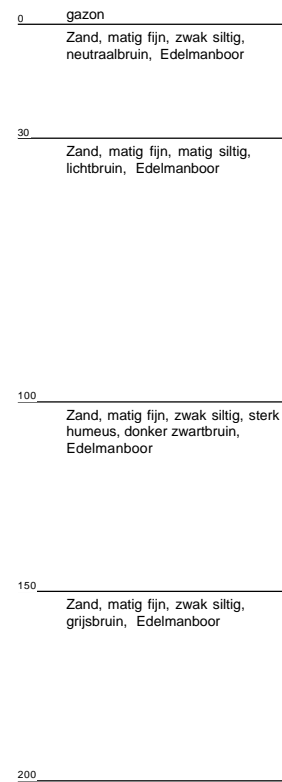 0 gazon
Zand, matig fijn, zwak siltig,
neutraalbruin, Edelmanboor
30
Zand, matig fijn, matig siltig,
lichtbruin, Edelmanboor
100
Zand, matig fijn, zwak siltig, sterk
humeus, donker zwartbruin,
Edelmanboor
150
Zand, matig fijn, zwak siltig,
grijsbruin, Edelmanboor
200